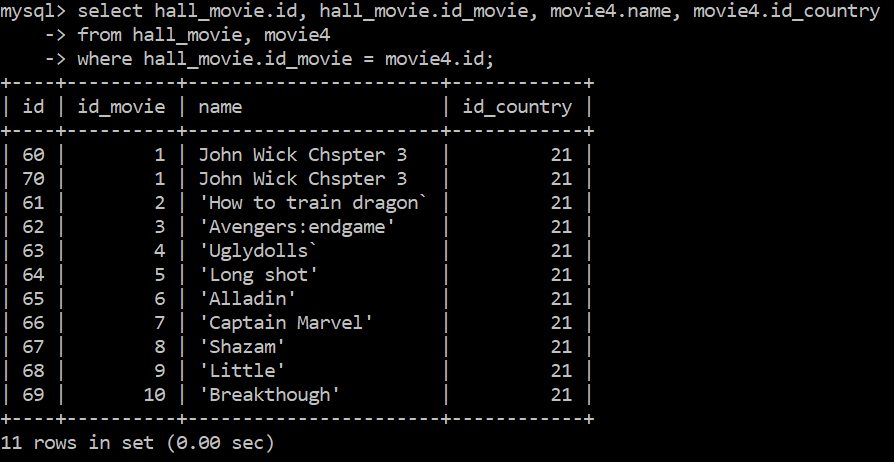 mysql> select hall_movie.id, hall_movie.id_movie, movie4.name, movie4.id_country
    -> from hall_movie, movie4
    -> where hall_movie.id_movie = movie4.id;
+----+----------+---------------------+------------+
| id | id_movie | name                | id_country |
+----+----------+---------------------+------------+
| 60 |        1 | John Wick Chspter 3 |         21 |
| 70 |        1 | John Wick Chspter 3 |         21 |
| 61 |        2 | 'How to train dragon` |         21 |
| 62 |        3 | 'Avengers:endgame'  |         21 |
| 63 |        4 | 'Uglydolls`         |         21 |
| 64 |        5 | 'Long shot'         |         21 |
| 65 |        6 | 'Alladin'           |         21 |
| 66 |        7 | 'Captain Marvel'    |         21 |
| 67 |        8 | 'Shazam'            |         21 |
| 68 |        9 | 'Little'            |         21 |
| 69 |       10 | 'Breakthough'       |         21 |
+----+----------+---------------------+------------+
11 rows in set (0.00 sec)